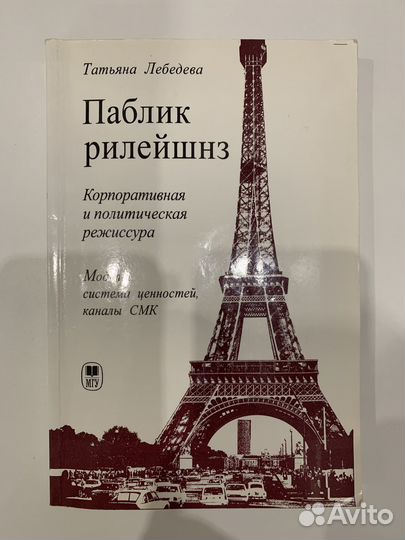 Татьяна Лебедева
Паблик
рилейшнз
Корпоративная
и политическая
режиссура
система ценностей,
каналы СМК
МГУ
Avito